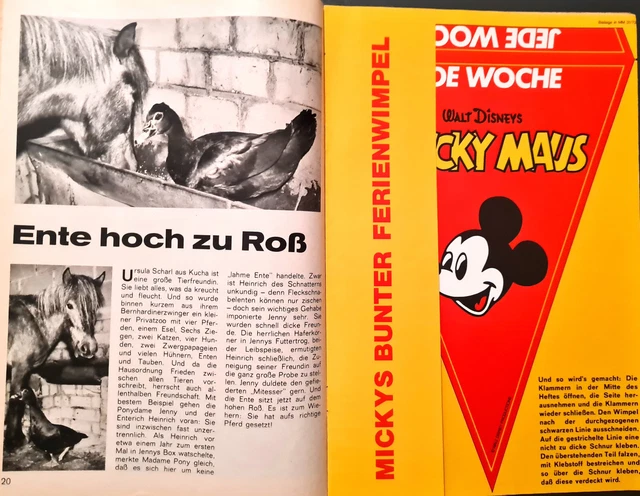 Ente hoch zu Roß
Ursula Scharl aus Kucha ist
eine große Tierfreundin.
Sie liebt alles, was da kreucht
und fleucht. Und so wurde
binnen kurzem aus ihrem
Bernhardinerzwinger ein klei-
ner Privatzoo mit vier Pfer-
den, einem Esel, Sechs Zie-
gen, zwei Katzen, vier Hun-
den, zwei Zwergpapageien
und vielen Hühnern, Enten
und Tauben. Und da die
Hausordnung Frieden zwi-
schen allen Tieren vor-
schreibt, herrscht auch al-
lenthalben Freundschaft. Mit
bestem Beispiel gehen die
Ponydame Jenny und der
Enterich Heinrich voran: Sie
sind inzwischen fast unzer-
trennlich. Als Heinrich vor
etwa einem Jahr zum ersten
Mal in Jennys Box watschelte,
merkte Madame Pony gleich,
daß es sich hier um keine
„lahme Ente" handelte. Zwar
ist Heinrich des Schnatterns
unkundig – denn Fleckschna-
belenten können nur zischen
– doch sein wichtiges Gehabe
imponierte Jenny sehr. Sie
wurden schnell dicke Freun-
de. Die herrlichen Haferkör-
ner in Jennys Futtertrog, bei-
der Leibspeise, ermutigten
Heinrich schließlich, die Zu-
neigung seiner Freundin auf
die ganz große Probe zu stel-
len. Jenny duldete den gefie-
derten „Mitesser" gern. Und
die Ente sitzt jetzt auf dem
hohen Roß. Es ist zum Wie-
hern: Sie hat aufs richtige
Pferd gesetzt!
20
MICKYS BUNTER FERIENWIMPEL
JEDE WOC
DE WOCHE
WALT DISNEYS
CKY MAUS
Und so wird's gemacht: Die
Klammern in der Mitte des
Heftes öffnen, die Seite her-
ausnehmen und die Klammern
wieder schließen. Den Wimpel
nach der durchgezogenen
schwarzen Linie ausschneiden.
Auf die gestrichelte Linie eine
nicht zu dicke Schnur kleben.
Den überstehenden Teil falzen,
mit Klebstoff bestreichen und
so über die Schnur kleben,
daß diese verdeckt wird.